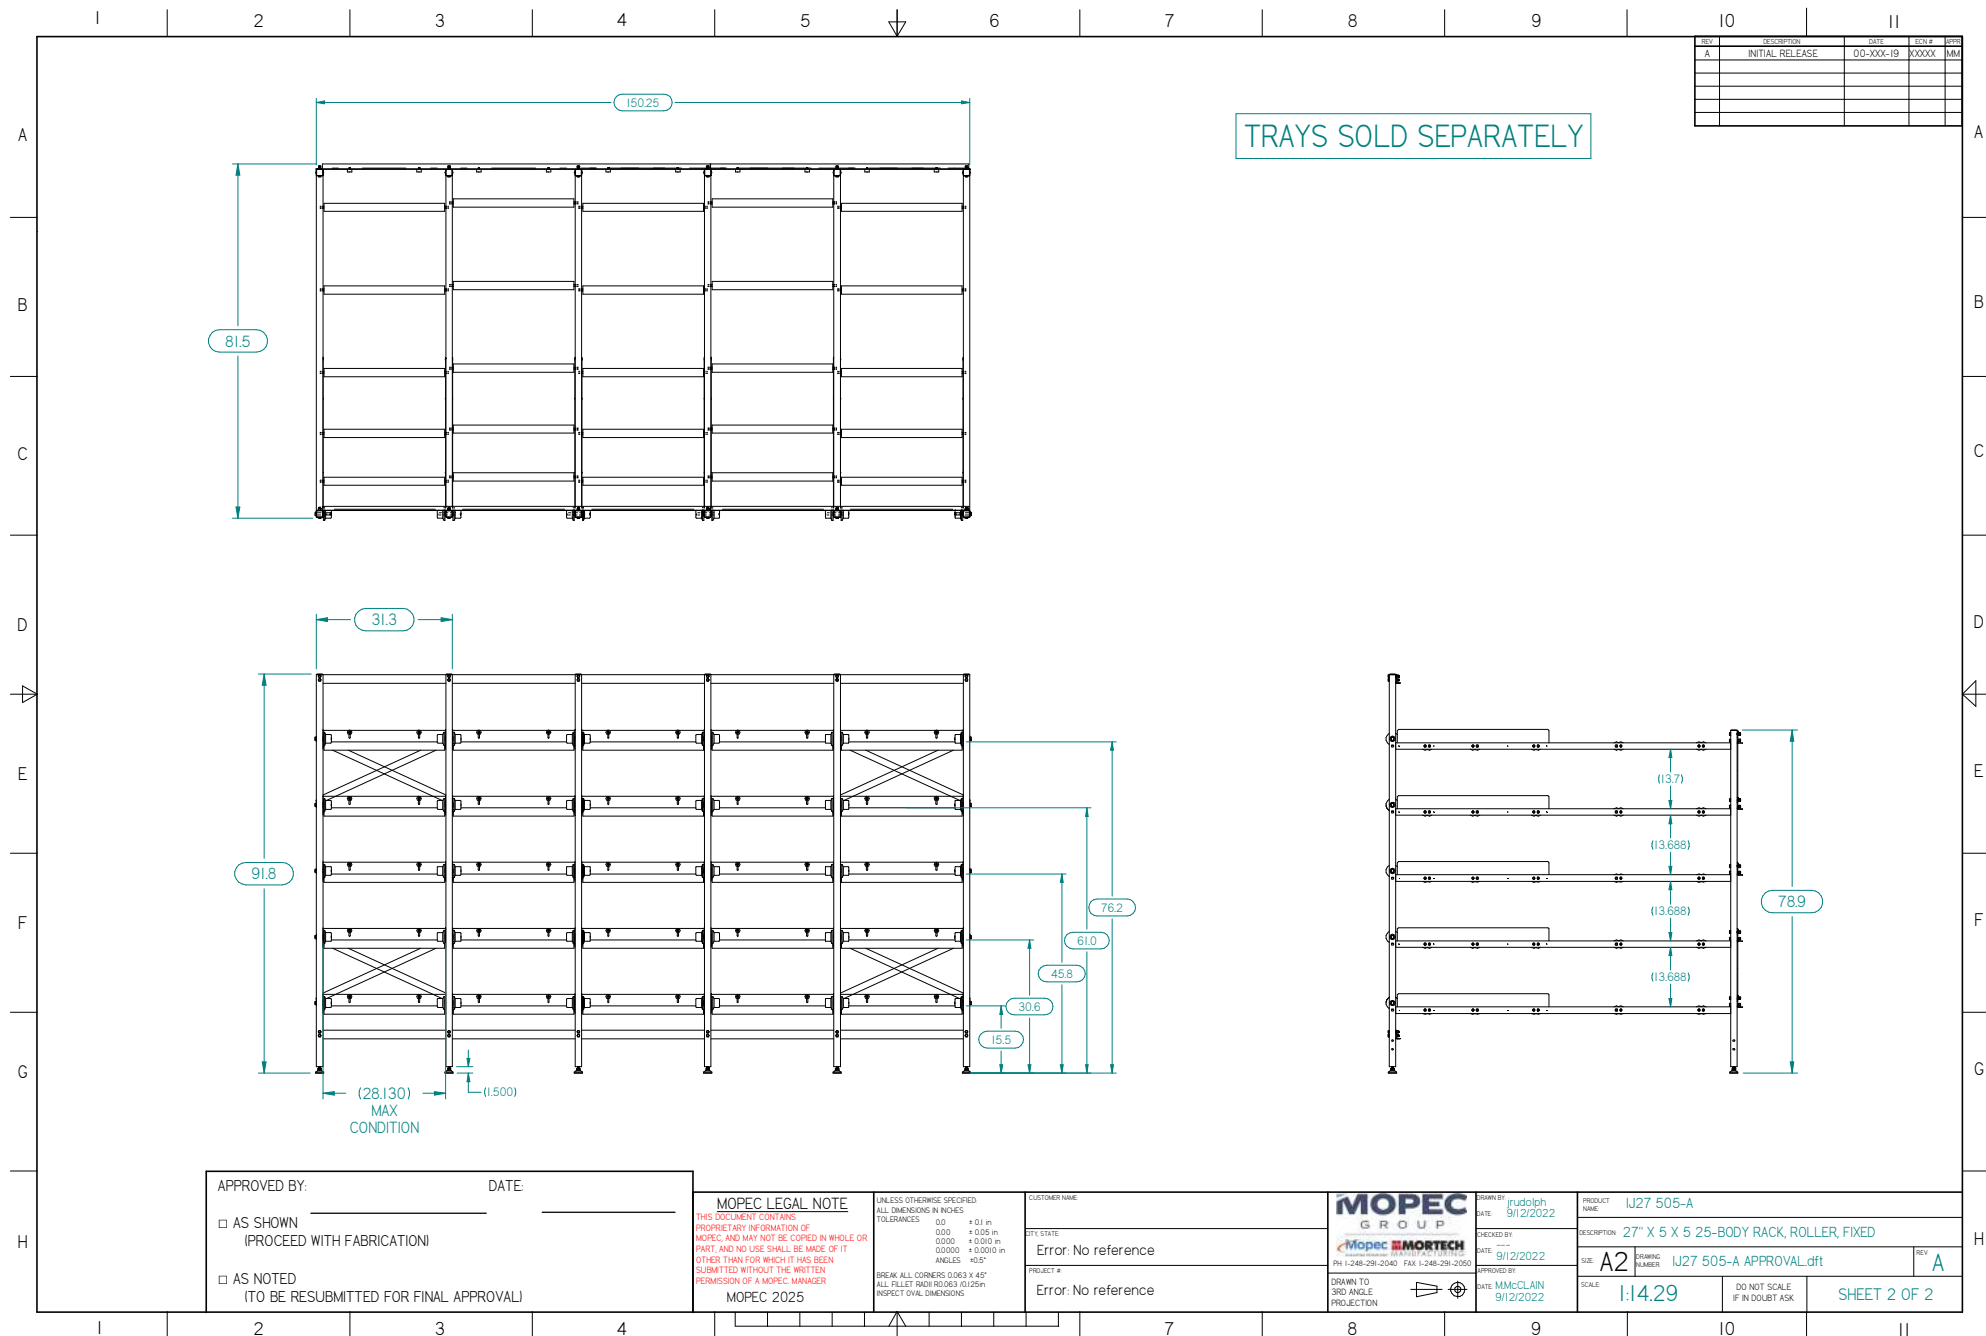 1 2 3 4 5 6 7 8 9 10 11
REV DESCRIPTION DATE ECN # APPR
A INITIAL RELEASE 00-XXX-19 XXXXX MM
A A
B B
C C
D D
E E
F F
G G
H H
TRAYS SOLD SEPARATELY
150.25
81.5
31.3
91.8
76.2
61.0
45.8
30.6
15.5
(28.130)
MAX
CONDITION
(1.500)
(13.7)
(13.688)
(13.688)
(13.688)
78.9
APPROVED BY: DATE:
□ AS SHOWN
(PROCEED WITH FABRICATION)
□ AS NOTED
(TO BE RESUBMITTED FOR FINAL APPROVAL)
MOPEC LEGAL NOTE
THIS DOCUMENT CONTAINS
PROPRIETARY INFORMATION OF
MOPEC, AND MAY NOT BE COPIED IN WHOLE OR
PART, AND NO USE SHALL BE MADE OF IT
OTHER THAN FOR WHICH IT HAS BEEN
SUBMITTED WITHOUT THE WRITTEN
PERMISSION OF A MOPEC MANAGER
MOPEC 2025
UNLESS OTHERWISE SPECIFIED:
ALL DIMENSIONS IN INCHES
TOLERANCES
0.0 ± 0.1 in
0.00 ± 0.05 in
0.000 ± 0.010 in
0.0000 ± 0.0010 in
ANGLES ±0.5°
BREAK ALL CORNERS 0.063 X 45°
ALL FILLET RADII R0.063 /0.125in
INSPECT OVAL DIMENSIONS
CUSTOMER NAME
CITY, STATE
Error: No reference
PROJECT #:
Error: No reference
MOPEC
GROUP
Mopec MORTECH
MANUFACTURING
PH 1-248-291-2040 FAX 1-248-291-2050
DRAWN TO
3RD ANGLE
PROJECTION
DRAWN BY: jrudolph
DATE: 9/12/2022
CHECKED BY:
----
DATE: 9/12/2022
APPROVED BY:
DATE: M.McCLAIN
9/12/2022
PRODUCT NAME IJ27 505-A
DESCRIPTION 27" X 5 X 5 25-BODY RACK, ROLLER, FIXED
SIZE: A2 DRAWING NUMBER IJ27 505-A APPROVAL.dft REV A
SCALE: 1:14.29 DO NOT SCALE
IF IN DOUBT ASK
SHEET 2 OF 2
1 2 3 4 7 8 9 10 11